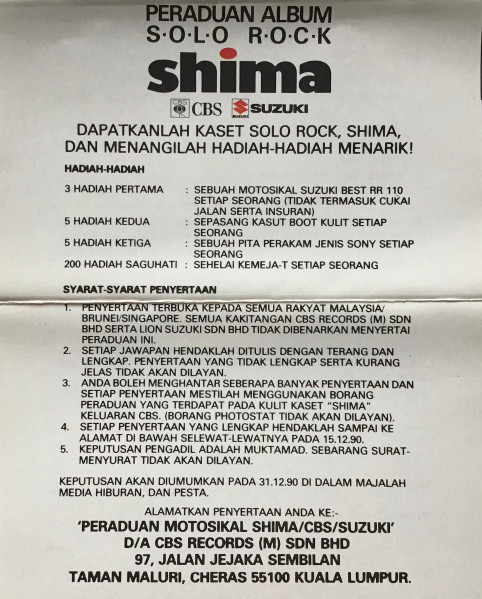 PERADUAN ALBUM
S·O·L·O R·O·C·K
shima
CBS SUZUKI
DAPATKANLAH KASET SOLO ROCK, SHIMA,
DAN MENANGILAH HADIAH-HADIAH MENARIK!
HADIAH-HADIAH
3 HADIAH PERTAMA : SEBUAH MOTOSIKAL SUZUKI BEST RR 110
SETIAP SEORANG (TIDAK TERMASUK CUKAI
JALAN SERTA INSURAN)
5 HADIAH KEDUA : SEPASANG KASUT BOOT KULIT SETIAP
SEORANG
5 HADIAH KETIGA : SEBUAH PITA PERAKAM JENIS SONY SETIAP
SEORANG
200 HADIAH SAGUHATI : SEHELAI KEMEJA-T SETIAP SEORANG
SYARAT-SYARAT PENYERTAAN
1. PENYERTAAN TERBUKA KEPADA SEMUA RAKYAT MALAYSIA/
BRUNEI/SINGAPORE. SEMUA KAKITANGAN CBS RECORDS (M) SDN
BHD SERTA LION SUZUKI SDN BHD TIDAK DIBENARKAN MENYERTAI
PERADUAN INI.
2. SETIAP JAWAPAN HENDAKLAH DITULIS DENGAN TERANG DAN
LENGKAP. PENYERTAAN YANG TIDAK LENGKAP SERTA KURANG
JELAS TIDAK AKAN DILAYAN.
3. ANDA BOLEH MENGHANTAR SEBERAPA BANYAK PENYERTAAN DAN
SETIAP PENYERTAAN MESTILAH MENGGUNAKAN BORANG
PERADUAN YANG TERDAPAT PADA KULIT KASET "SHIMA"
KELUARAN CBS. (BORANG PHOTOSTAT TIDAK AKAN DILAYAN).
4. SETIAP PENYERTAAN YANG LENGKAP HENDAKLAH SAMPAI KE
ALAMAT DI BAWAH SELEWAT-LEWATNYA PADA 15.12.90.
5. KEPUTUSAN PENGADIL ADALAH MUKTAMAD. SEBARANG SURAT-
MENYURAT TIDAK AKAN DILAYAN.
KEPUTUSAN AKAN DIUMUMKAN PADA 31.12.90 DI DALAM MAJALAH
MEDIA HIBURAN, DAN PESTA.
ALAMATKAN PENYERTAAN ANDA KE:-
'PERADUAN MOTOSIKAL SHIMA/CBS/SUZUKI'
D/A CBS RECORDS (M) SDN BHD
97, JALAN JEJAKA SEMBILAN
TAMAN MALURI, CHERAS 55100 KUALA LUMPUR.